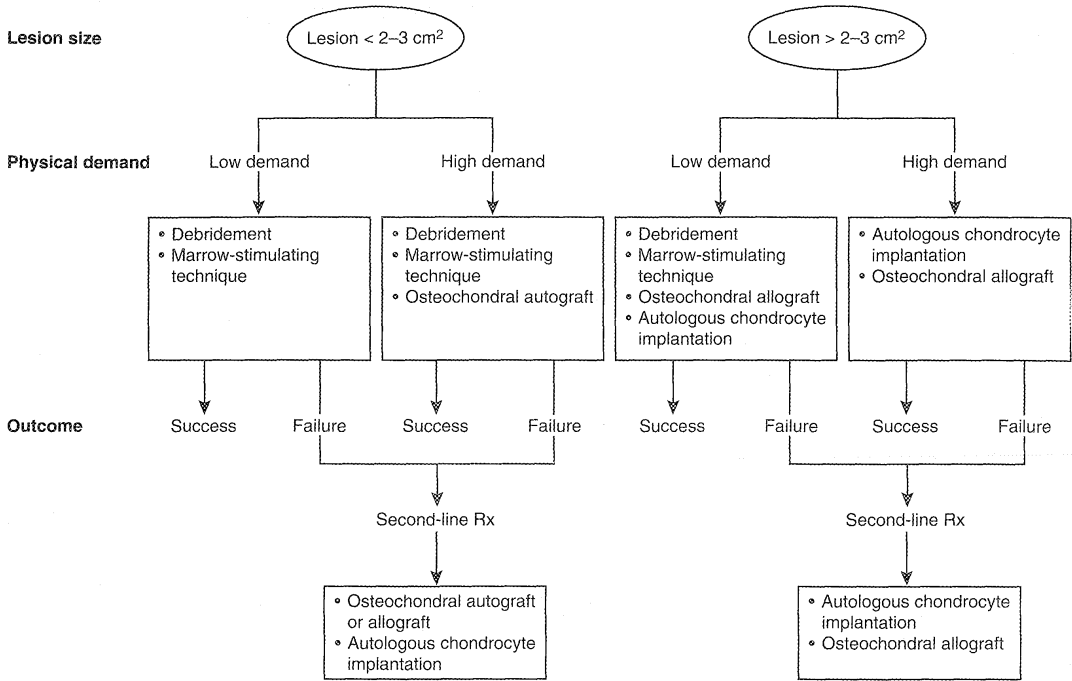 Lesion size
Lesion < 2–3 cm²
Lesion > 2–3 cm²
Physical demand
Low demand
High demand
Low demand
High demand
• Debridement
• Marrow-stimulating
technique
• Debridement
• Marrow-stimulating
technique
• Osteochondral autograft
• Debridement
• Marrow-stimulating
technique
• Osteochondral allograft
• Autologous chondrocyte
implantation
• Autologous chondrocyte
implantation
• Osteochondral allograft
Outcome
Success
Failure
Success
Failure
Success
Failure
Success
Failure
Second-line Rx
Second-line Rx
• Osteochondral autograft
or allograft
• Autologous chondrocyte
implantation
• Autologous chondrocyte
implantation
• Osteochondral allograft